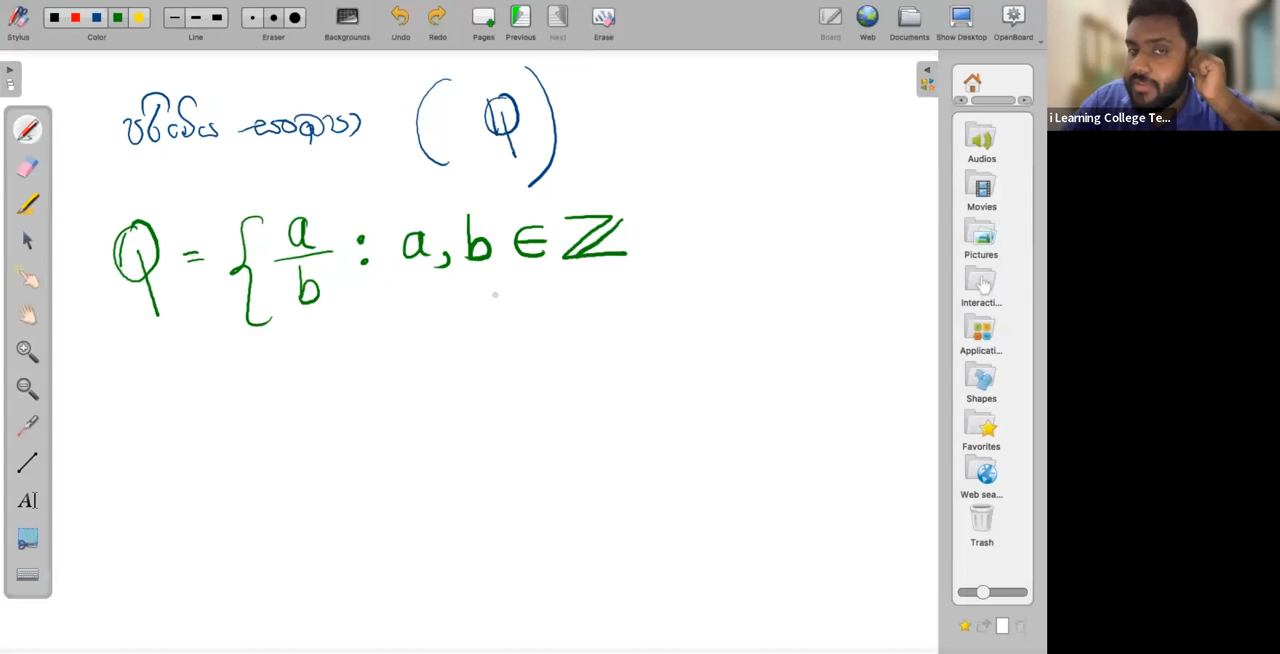 Stylus Color Line Eraser Backgrounds Undo Redo Pages Previous Next Erase Board Web Documents Show Desktop OpenBoard
i Learning College Te...
පරිමේය සංඛ්‍යා ( Q )
Q = { a/b : a, b ∈ ℤ
Audios
Movies
Pictures
Interacti...
Applicati...
Shapes
Favorites
Web sea...
Trash